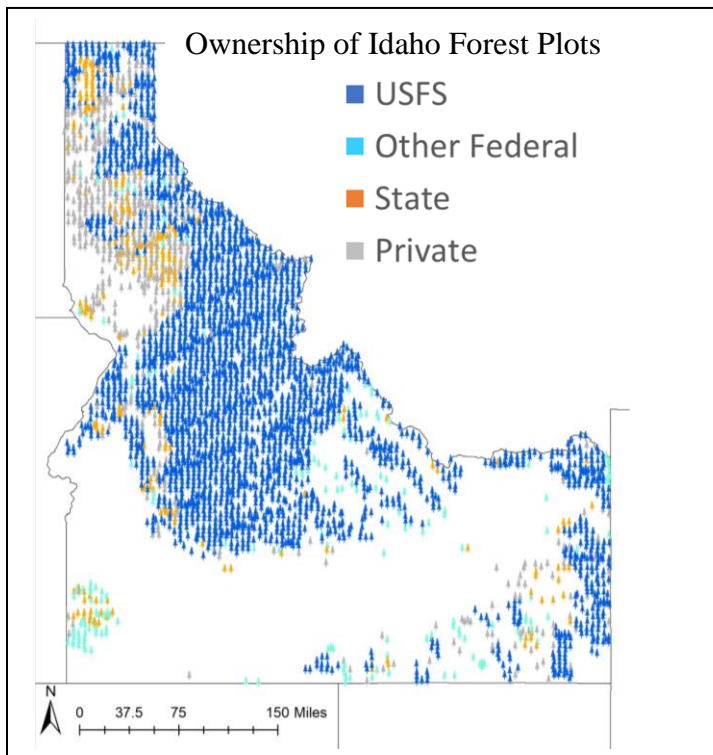 Ownership of Idaho Forest Plots
USFS
Other Federal
State
Private
N
0 37.5 75 150 Miles